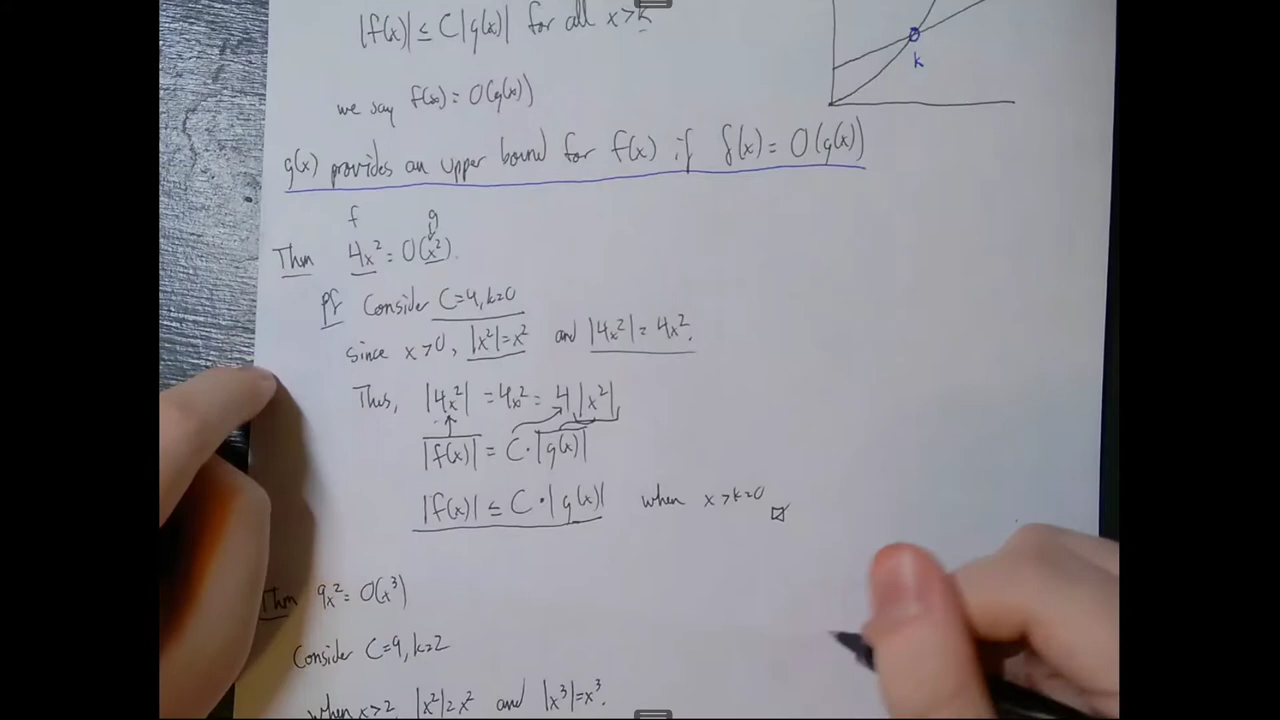 |f(x)| ≤ C|g(x)| for all x>k
k
we say f(x) = O(g(x))
g(x) provides an upper bound for f(x) if f(x) = O(g(x))
f g
Thm 4x² = O(x²).
pf Consider C=4, k=0
Since x>0, |x²|=x² and |4x²| = 4x².
Thus, |4x²| = 4x² = 4|x²|
|f(x)| = C·|g(x)|
|f(x)| ≤ C·|g(x)| when x>k=0
Thm 9x² = O(x³)
Consider C=9, k=2
when x>2, |x²|=x² and |x³|=x³.